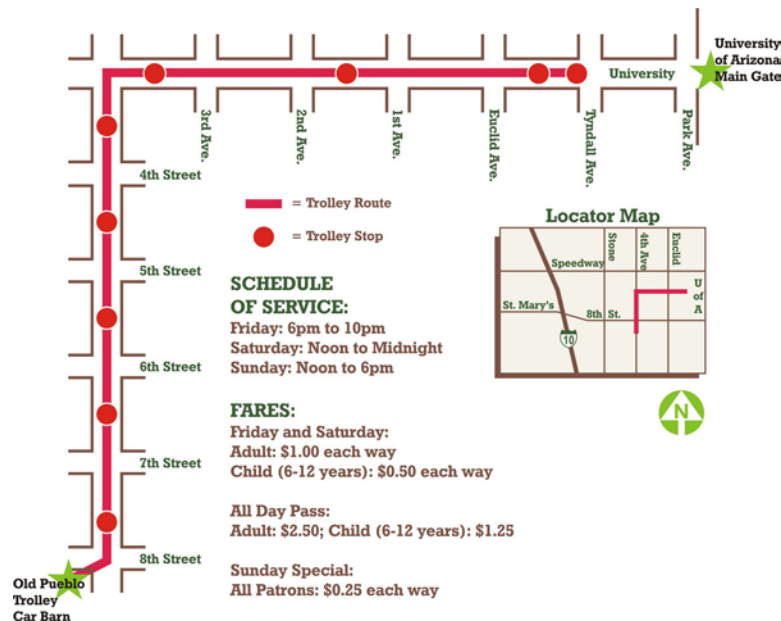 University
of Arizona
Main Gate
University
3rd Ave.
2nd Ave.
1st Ave.
Euclid Ave.
Tyndall Ave.
Park Ave.
4th Street
5th Street
6th Street
7th Street
8th Street
Old Pueblo
Trolley
Car Barn
= Trolley Route
= Trolley Stop
SCHEDULE
OF SERVICE:
Friday: 6pm to 10pm
Saturday: Noon to Midnight
Sunday: Noon to 6pm
FARES:
Friday and Saturday:
Adult: $1.00 each way
Child (6-12 years): $0.50 each way
All Day Pass:
Adult: $2.50; Child (6-12 years): $1.25
Sunday Special:
All Patrons: $0.25 each way
Locator Map
Speedway
Stone
4th Ave
Euclid
St. Mary's
8th St.
U
of
A
10
N